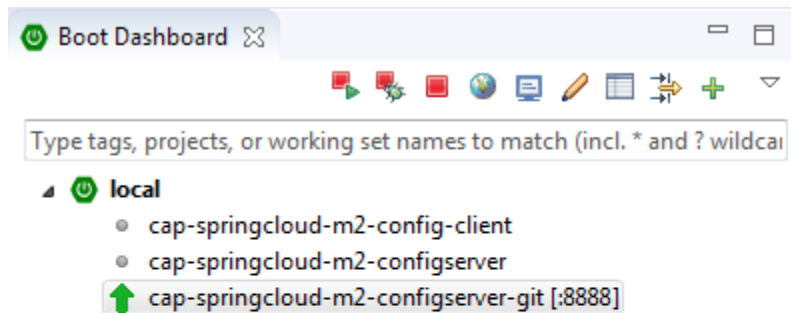 Boot Dashboard
Type tags, projects, or working set names to match (incl. * and ? wildca
local
cap-springcloud-m2-config-client
cap-springcloud-m2-configserver
cap-springcloud-m2-configserver-git [:8888]